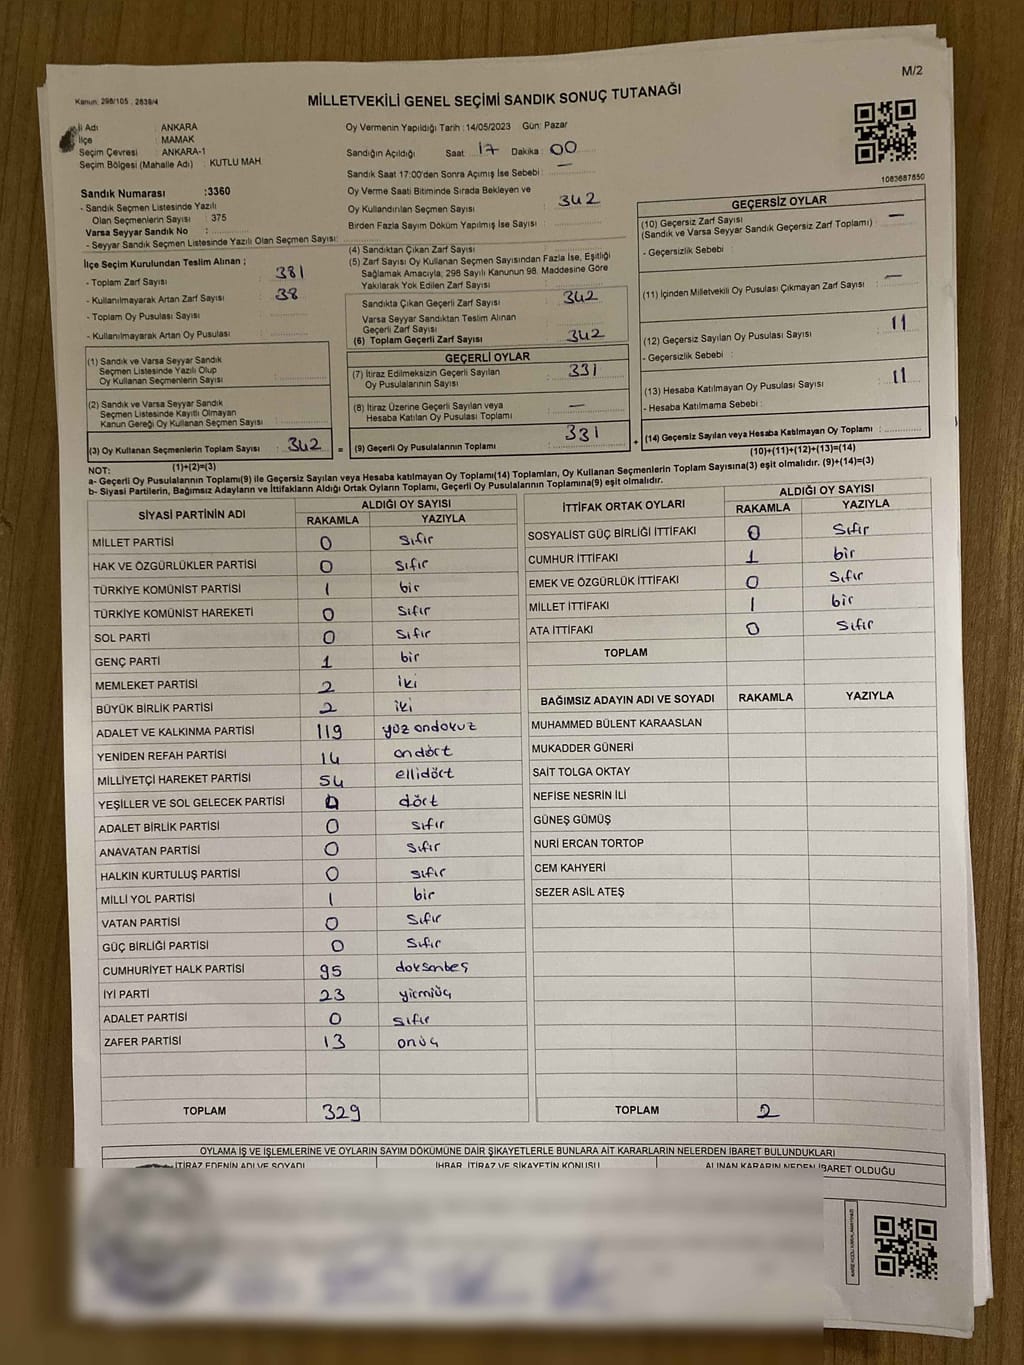 M/2
Kanun: 298/105 , 2839/4
MİLLETVEKİLİ GENEL SEÇİMİ SANDIK SONUÇ TUTANAĞI
İl Adı : ANKARA
İlçe : MAMAK
Seçim Çevresi : ANKARA-1
Seçim Bölgesi (Mahalle Adı) : KUTLU MAH.
Sandık Numarası :3360
- Sandık Seçmen Listesinde Yazılı
Olan Seçmenlerin Sayısı : 375
Varsa Seyyar Sandık No :
- Seyyar Sandık Seçmen Listesinde Yazılı Olan Seçmen Sayısı:
İlçe Seçim Kurulundan Teslim Alınan ;
- Toplam Zarf Sayısı : 381
- Kullanılmayarak Artan Zarf Sayısı : 38
- Toplam Oy Pusulası Sayısı :
- Kullanılmayarak Artan Oy Pusulası :
(1) Sandık ve Varsa Seyyar Sandık
Seçmen Listesinde Yazılı Olup
Oy Kullanan Seçmenlerin Sayısı :
(2) Sandık ve Varsa Seyyar Sandık
Seçmen Listesinde Kayıtlı Olmayan
Kanun Gereği Oy Kullanan Seçmen Sayısı :
(3) Oy Kullanan Seçmenlerin Toplam Sayısı : 342 =
(1)+(2)=(3)
Oy Vermenin Yapıldığı Tarih :14/05/2023 Gün: Pazar
Sandığın Açıldığı Saat : 17 Dakika : 00
Sandık Saat 17:00'den Sonra Açımış İse Sebebi : —
Oy Verme Saati Bitiminde Sırada Bekleyen ve
Oy Kullandırılan Seçmen Sayısı : 342
Birden Fazla Sayım Döküm Yapılmış İse Sayısı :
(4) Sandıktan Çıkan Zarf Sayısı :
(5) Zarf Sayısı Oy Kullanan Seçmen Sayısından Fazla İse, Eşitliği
Sağlamak Amacıyla, 298 Sayılı Kanunun 98. Maddesine Göre
Yakılarak Yok Edilen Zarf Sayısı :
Sandıkta Çıkan Geçerli Zarf Sayısı : 342
Varsa Seyyar Sandıktan Teslim Alınan
Geçerli Zarf Sayısı :
(6) Toplam Geçerli Zarf Sayısı : 342
GEÇERLİ OYLAR
(7) İtiraz Edilmeksizin Geçerli Sayılan
Oy Pusulalarının Sayısı : 331
(8) İtiraz Üzerine Geçerli Sayılan veya
Hesaba Katılan Oy Pusulası Toplamı : —
(9) Geçerli Oy Pusulalarının Toplamı : 331 +
1083687850
GEÇERSİZ OYLAR
(10) Geçersiz Zarf Sayısı
(Sandık ve Varsa Seyyar Sandık Geçersiz Zarf Toplamı) : —
- Geçersizlik Sebebi :
(11) İçinden Milletvekili Oy Pusulası Çıkmayan Zarf Sayısı : —
(12) Geçersiz Sayılan Oy Pusulası Sayısı : 11
- Geçersizlik Sebebi :
(13) Hesaba Katılmayan Oy Pusulası Sayısı : 11
- Hesaba Katılmama Sebebi :
(14) Geçersiz Sayılan veya Hesaba Katılmayan Oy Toplamı :
(10)+(11)+(12)+(13)=(14)
NOT:
a- Geçerli Oy Pusulalarının Toplamı(9) ile Geçersiz Sayılan veya Hesaba katılmayan Oy Toplamı(14) Toplamları, Oy Kullanan Seçmenlerin Toplam Sayısına(3) eşit olmalıdır. (9)+(14)=(3)
b- Siyasi Partilerin, Bağımsız Adayların ve İttifakların Aldığı Ortak Oyların Toplamı, Geçerli Oy Pusulalarının Toplamına(9) eşit olmalıdır.
SİYASİ PARTİNİN ADI ALDIĞI OY SAYISI
RAKAMLA YAZIYLA
MİLLET PARTİSİ 0 sıfır
HAK VE ÖZGÜRLÜKLER PARTİSİ 0 sıfır
TÜRKİYE KOMÜNİST PARTİSİ 1 bir
TÜRKİYE KOMÜNİST HAREKETİ 0 sıfır
SOL PARTİ 0 sıfır
GENÇ PARTİ 1 bir
MEMLEKET PARTİSİ 2 iki
BÜYÜK BİRLİK PARTİSİ 2 iki
ADALET VE KALKINMA PARTİSİ 119 yüz ondokuz
YENİDEN REFAH PARTİSİ 14 ondört
MİLLİYETÇİ HAREKET PARTİSİ 54 ellidört
YEŞİLLER VE SOL GELECEK PARTİSİ 4 dört
ADALET BİRLİK PARTİSİ 0 sıfır
ANAVATAN PARTİSİ 0 sıfır
HALKIN KURTULUŞ PARTİSİ 0 sıfır
MİLLİ YOL PARTİSİ 1 bir
VATAN PARTİSİ 0 sıfır
GÜÇ BİRLİĞİ PARTİSİ 0 sıfır
CUMHURİYET HALK PARTİSİ 95 doksanbeş
İYİ PARTİ 23 yirmiüç
ADALET PARTİSİ 0 sıfır
ZAFER PARTİSİ 13 onüç
TOPLAM 329
İTTİFAK ORTAK OYLARI ALDIĞI OY SAYISI
RAKAMLA YAZIYLA
SOSYALİST GÜÇ BİRLİĞİ İTTİFAKI 0 sıfır
CUMHUR İTTİFAKI 1 bir
EMEK VE ÖZGÜRLÜK İTTİFAKI 0 sıfır
MİLLET İTTİFAKI 1 bir
ATA İTTİFAKI 0 sıfır
TOPLAM
BAĞIMSIZ ADAYIN ADI VE SOYADI RAKAMLA YAZIYLA
MUHAMMED BÜLENT KARAASLAN
MUKADDER GÜNERİ
SAİT TOLGA OKTAY
NEFİSE NESRİN İLİ
GÜNEŞ GÜMÜŞ
NURİ ERCAN TORTOP
CEM KAHYERİ
SEZER ASİL ATEŞ
TOPLAM 2
OYLAMA İŞ VE İŞLEMLERİNE VE OYLARIN SAYIM DÖKÜMÜNE DAİR ŞİKAYETLERLE BUNLARA AİT KARARLARIN NELERDEN İBARET BULUNDUKLARI
İTİRAZ EDENİN ADI VE SOYADI İHBAR, İTİRAZ VE ŞİKAYETİN KONUSU ALINAN KARARIN NEDEN İBARET OLDUĞU